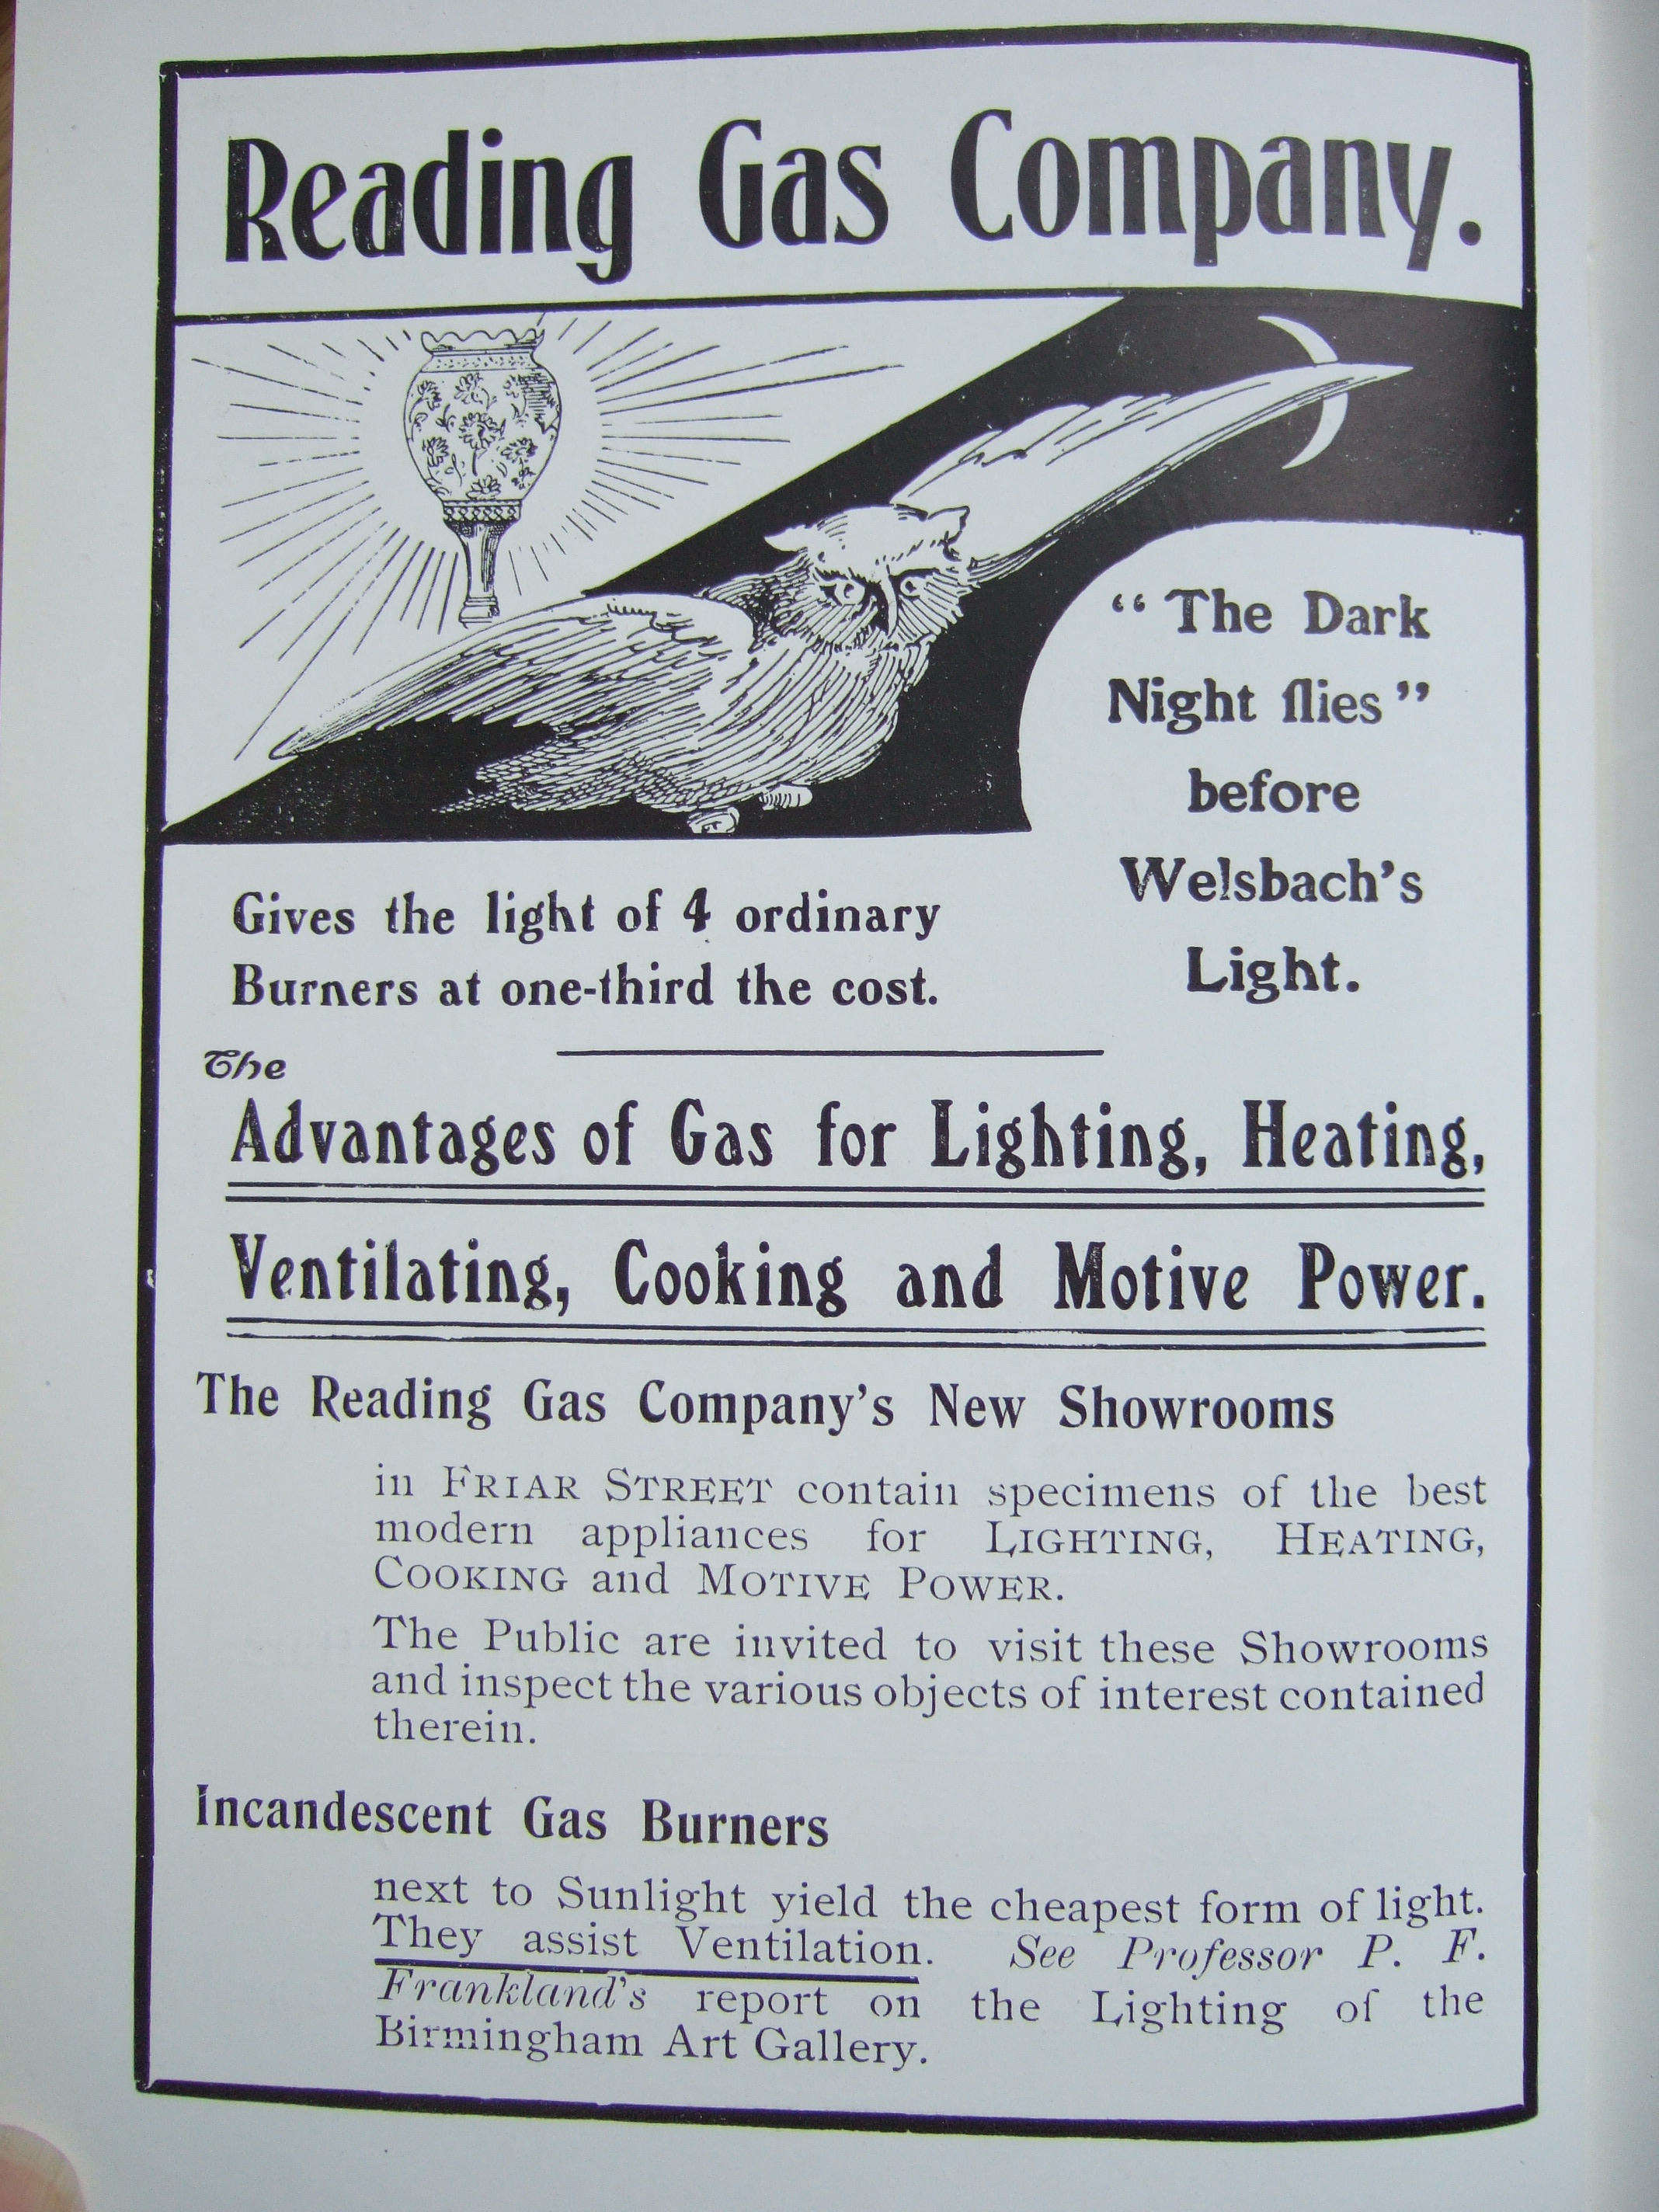 Reading Gas Company.
“The Dark
Night flies”
before
Welsbach's
Light.
Gives the light of 4 ordinary
Burners at one-third the cost.
The
Advantages of Gas for Lighting, Heating,
Ventilating, Cooking and Motive Power.
The Reading Gas Company's New Showrooms
in FRIAR STREET contain specimens of the best
modern appliances for LIGHTING, HEATING,
COOKING and MOTIVE POWER.
The Public are invited to visit these Showrooms
and inspect the various objects of interest contained
therein.
Incandescent Gas Burners
next to Sunlight yield the cheapest form of light.
They assist Ventilation. See Professor P. F.
Frankland's report on the Lighting of the
Birmingham Art Gallery.